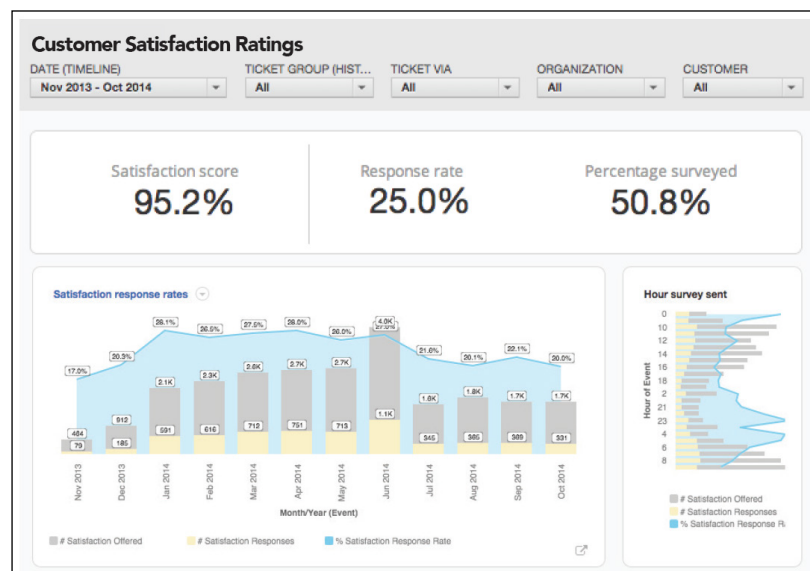 Customer Satisfaction Ratings
DATE (TIMELINE) TICKET GROUP (HIST... TICKET VIA ORGANIZATION CUSTOMER
Nov 2013 - Oct 2014 All All All All
Satisfaction score Response rate Percentage surveyed
95.2% 25.0% 50.8%
Satisfaction response rates
28.1% 26.5% 27.5% 28.0% 26.0% 4.0K
17.0% 20.3% 21.6% 20.1% 22.1% 20.0%
2.1K 2.3K 2.6K 2.7K 2.7K 1.8K 1.7K 1.7K
484 912
79 185 591 616 712 751 713 1.1K 345 365 331
Nov 2013 Dec 2013 Jan 2014 Feb 2014 Mar 2014 Apr 2014 May 2014 Jun 2014 Jul 2014 Aug 2014 Sep 2014 Oct 2014
Month/Year (Event)
# Satisfaction Offered # Satisfaction Responses % Satisfaction Response Rate
Hour survey sent
Hour of Event
0
10
12
14
16
18
2
21
23
4
6
8
# Satisfaction Offered
# Satisfaction Responses
% Satisfaction Response R